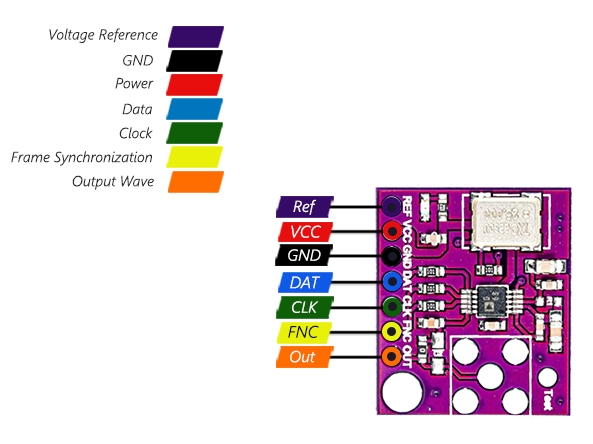 Voltage Reference
GND
Power
Data
Clock
Frame Synchronization
Output Wave
Ref
VCC
GND
DAT
CLK
FNC
Out
REF VCC GND DAT CLK FNC OUT
Test